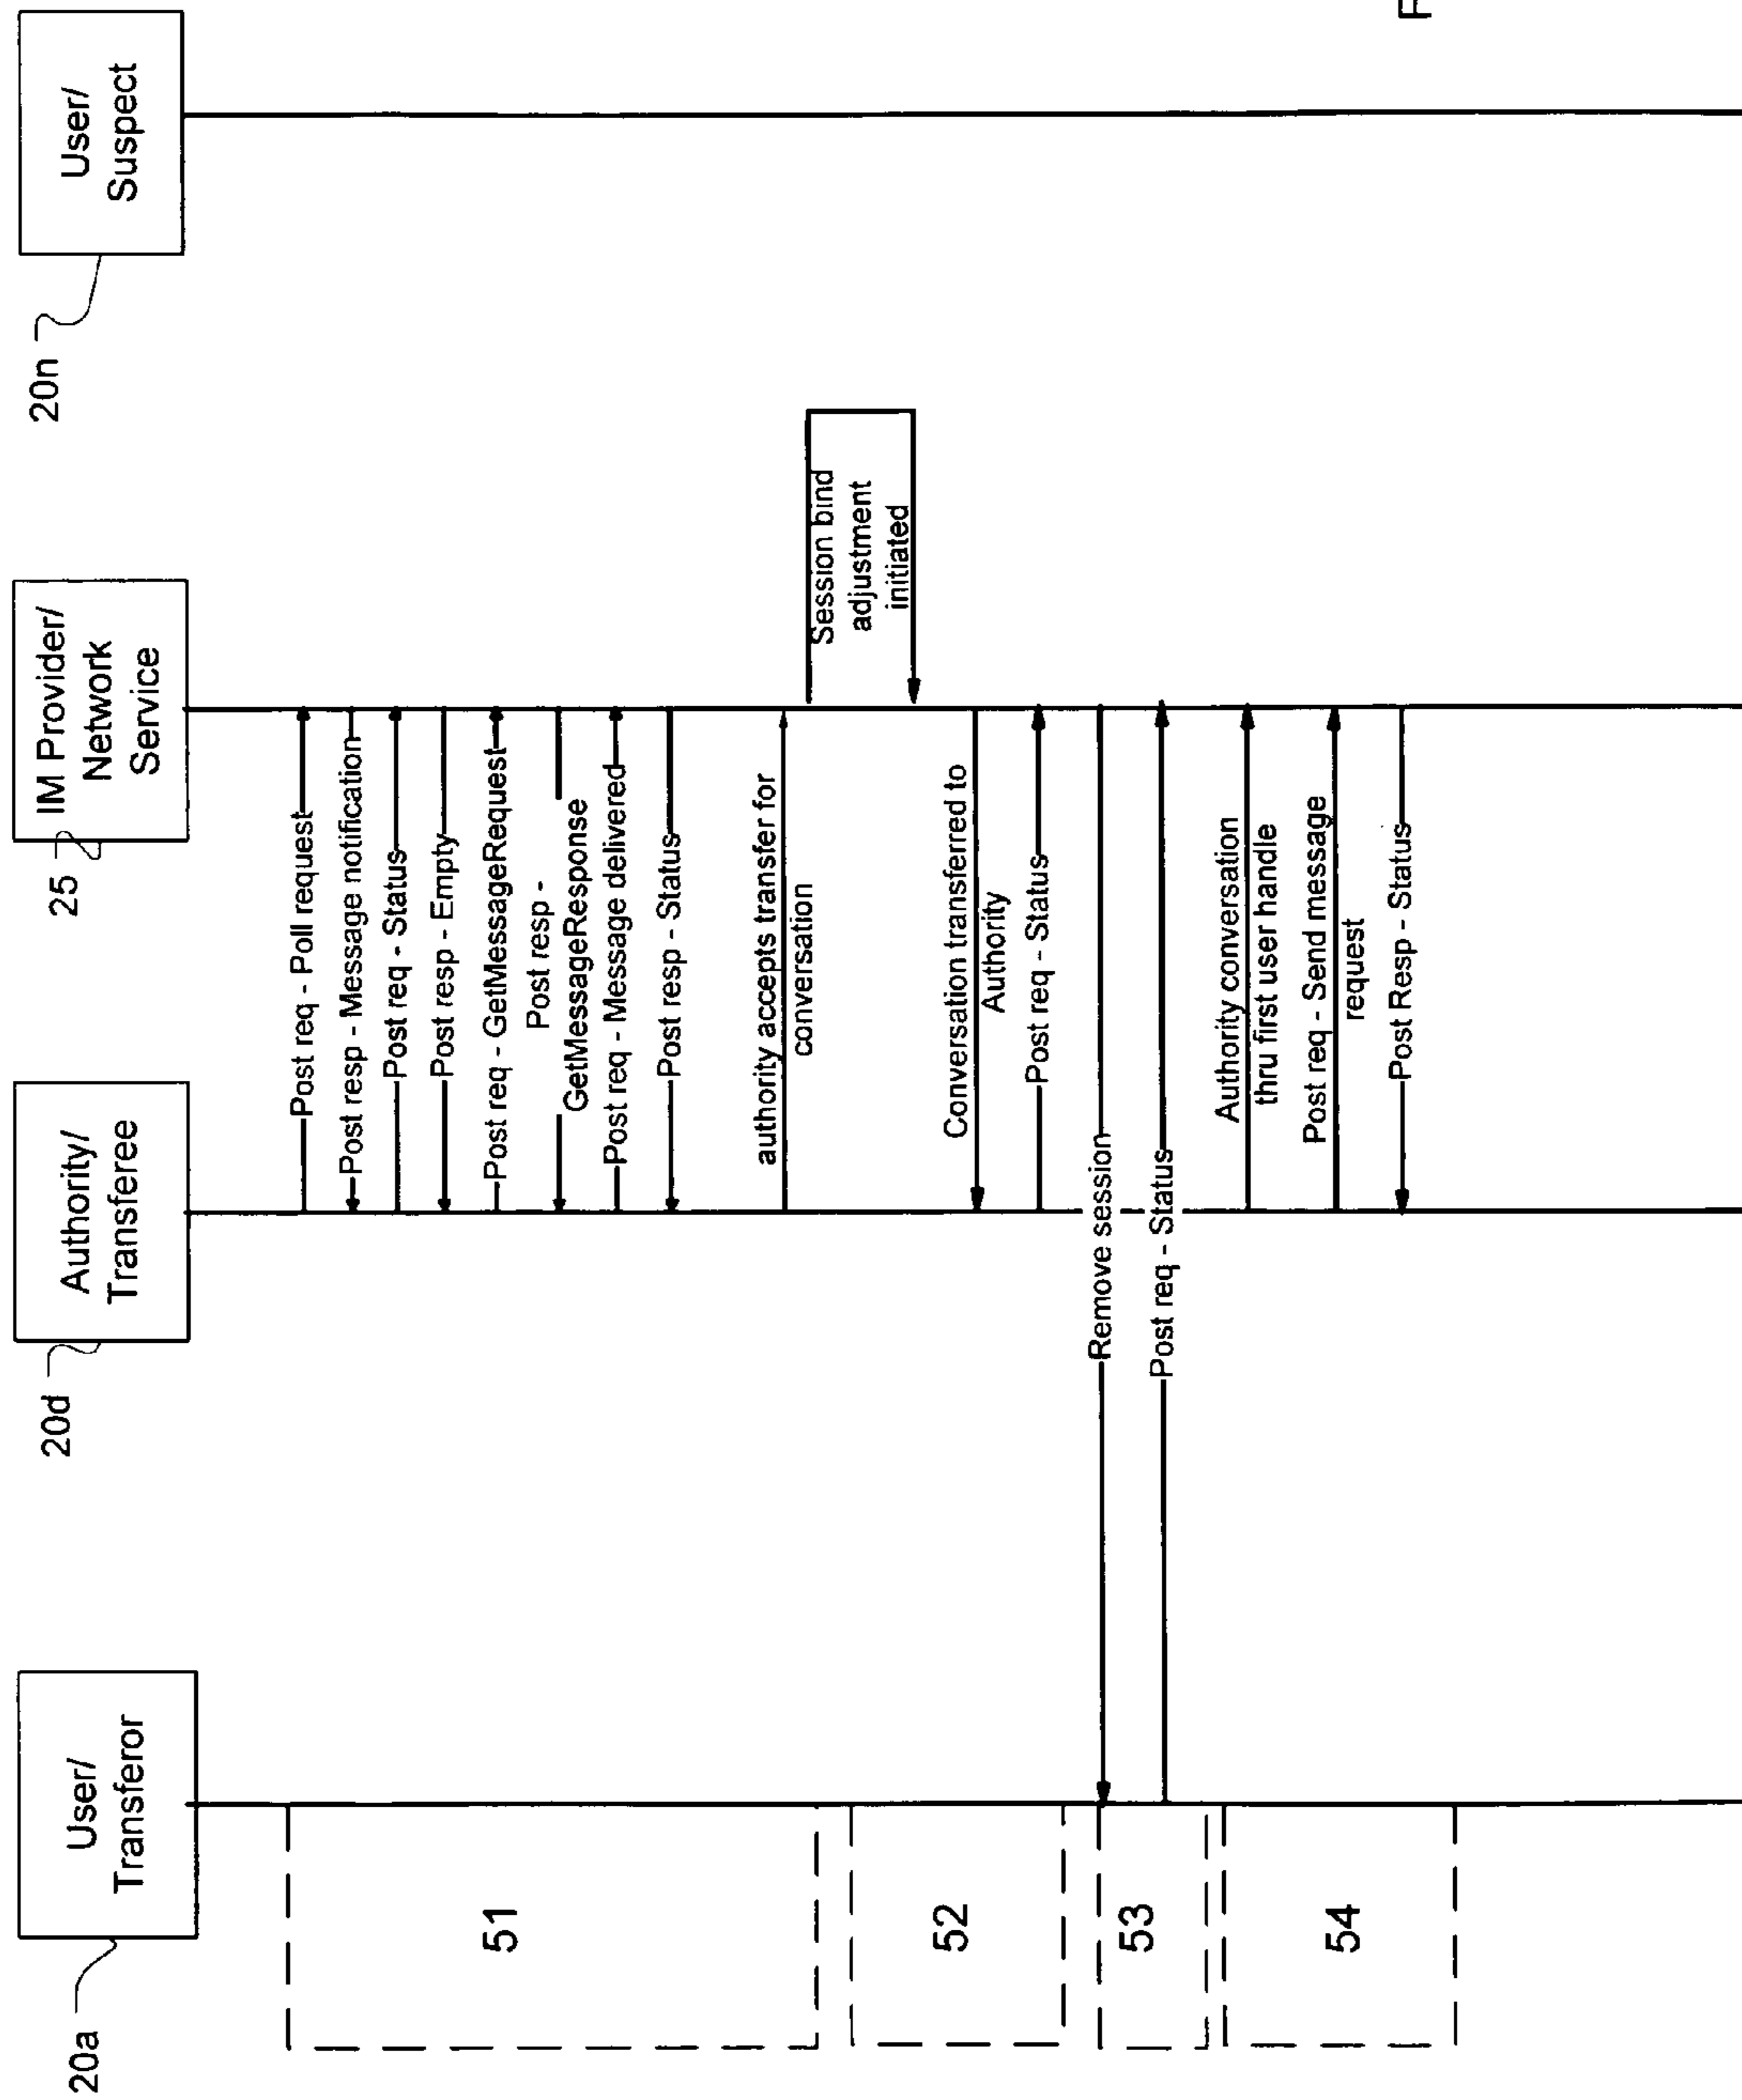 20a
User/
Transferor
20d
Authority/
Transferee
25
IM Provider/
Network
Service
20n
User/
Suspect
51
Post req - Poll request
Post resp - Message notification
Post req - Status
Post resp - Empty
Post req - GetMessageRequest
Post resp -
GetMessageResponse
Post req - Message delivered
Post resp - Status
authority accepts transfer for
conversation
Session bind
adjustment
initiated
52
Conversation transferred to
Authority
Post req - Status
53
Remove session
Post req - Status
54
Authority conversation
thru first user handle
Post req - Send message
request
Post Resp - Status